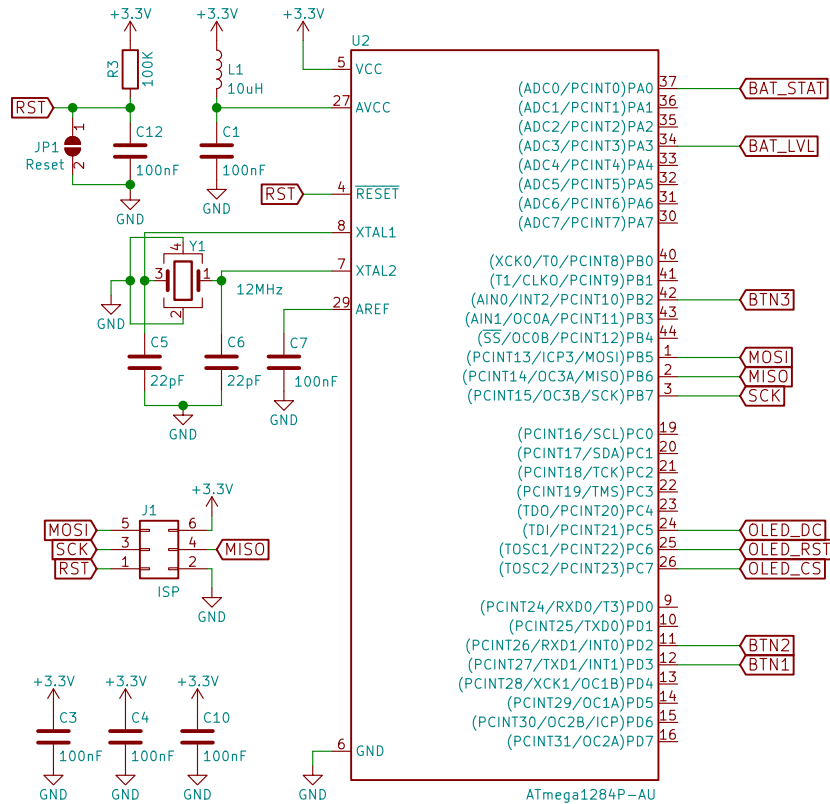 +3.3V
+3.3V
+3.3V
R3
100K
L1
10uH
RST
JP1
Reset
1
2
C12
100nF
GND
C1
100nF
GND
RST
Y1
4
3
1
2
12MHz
GND
C5
22pF
C6
22pF
GND
C7
100nF
GND
U2
5 VCC
27 AVCC
4 RESET
8 XTAL1
7 XTAL2
29 AREF
6 GND
GND
(ADC0/PCINT0)PA0 37 BAT_STAT
(ADC1/PCINT1)PA1 36
(ADC2/PCINT2)PA2 35
(ADC3/PCINT3)PA3 34 BAT_LVL
(ADC4/PCINT4)PA4 33
(ADC5/PCINT5)PA5 32
(ADC6/PCINT6)PA6 31
(ADC7/PCINT7)PA7 30
(XCK0/T0/PCINT8)PB0 40
(T1/CLKO/PCINT9)PB1 41
(AIN0/INT2/PCINT10)PB2 42 BTN3
(AIN1/OC0A/PCINT11)PB3 43
(SS/OC0B/PCINT12)PB4 44
(PCINT13/ICP3/MOSI)PB5 1 MOSI
(PCINT14/OC3A/MISO)PB6 2 MISO
(PCINT15/OC3B/SCK)PB7 3 SCK
(PCINT16/SCL)PC0 19
(PCINT17/SDA)PC1 20
(PCINT18/TCK)PC2 21
(PCINT19/TMS)PC3 22
(TDO/PCINT20)PC4 23
(TDI/PCINT21)PC5 24 OLED_DC
(TOSC1/PCINT22)PC6 25 OLED_RST
(TOSC2/PCINT23)PC7 26 OLED_CS
(PCINT24/RXD0/T3)PD0 9
(PCINT25/TXD0)PD1 10
(PCINT26/RXD1/INT0)PD2 11 BTN2
(PCINT27/TXD1/INT1)PD3 12 BTN1
(PCINT28/XCK1/OC1B)PD4 13
(PCINT29/OC1A)PD5 14
(PCINT30/OC2B/ICP)PD6 15
(PCINT31/OC2A)PD7 16
ATmega1284P-AU
+3.3V
J1
MOSI 5 6
SCK 3 4 MISO
RST 1 2
ISP
GND
+3.3V
C3
100nF
GND
+3.3V
C4
100nF
GND
+3.3V
C10
100nF
GND